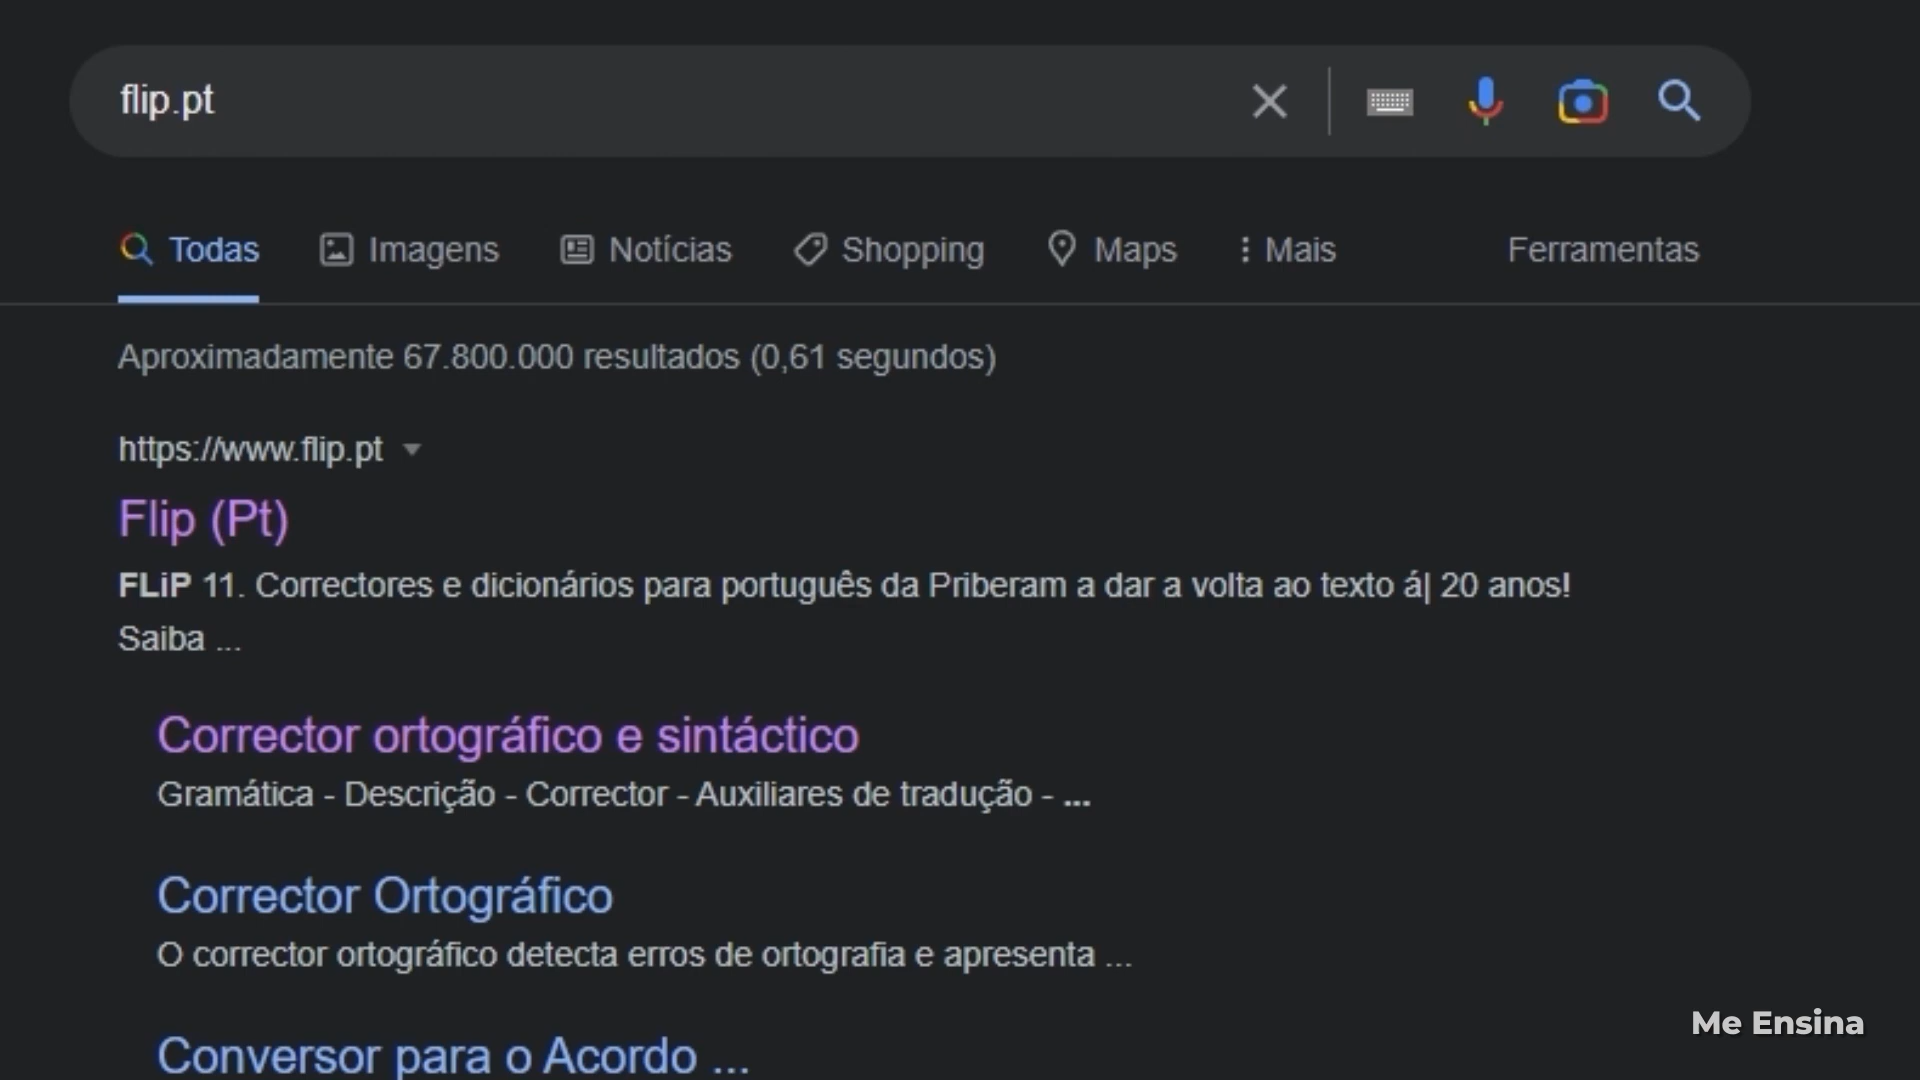 flip.pt
Todas Imagens Notícias Shopping Maps Mais Ferramentas
Aproximadamente 67.800.000 resultados (0,61 segundos)
https://www.flip.pt
Flip (Pt)
FLiP 11. Correctores e dicionários para português da Priberam a dar a volta ao texto á| 20 anos!
Saiba ...
Corrector ortográfico e sintáctico
Gramática - Descrição - Corrector - Auxiliares de tradução - ...
Corrector Ortográfico
O corrector ortográfico detecta erros de ortografia e apresenta ...
Conversor para o Acordo ...
Me Ensina